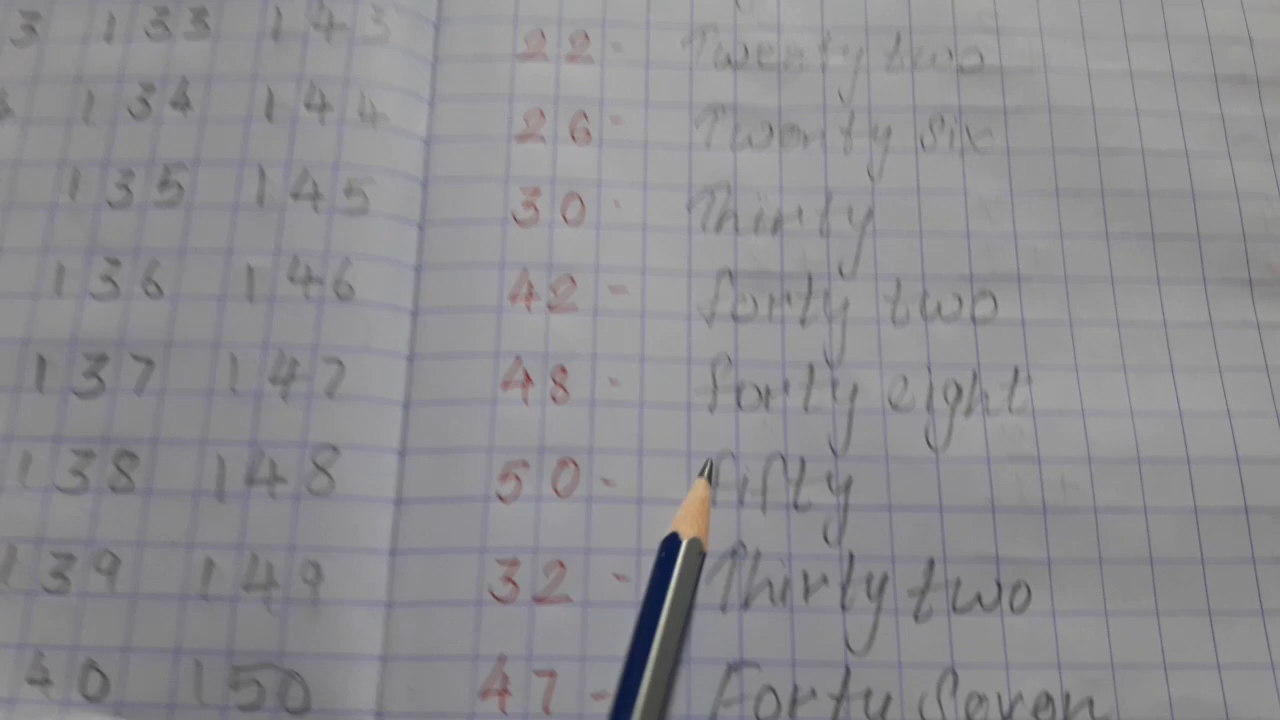 3 133 143 22- Twenty two
134 144 26- Twenty six
135 145 30- Thirty
136 146 42- forty two
137 147 48- forty eight
138 148 50- fifty
139 149 32- Thirty two
40 150 47- Forty Seven